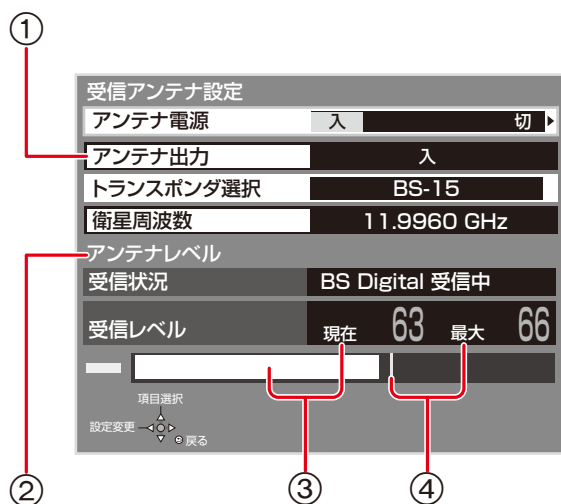 ①
受信アンテナ設定
アンテナ電源 入 切
アンテナ出力 入
トランスポンダ選択 BS-15
衛星周波数 11.9960 GHz
アンテナレベル
受信状況 BS Digital 受信中
受信レベル 現在 63 最大 66
項目選択
設定変更
戻る
② ③ ④